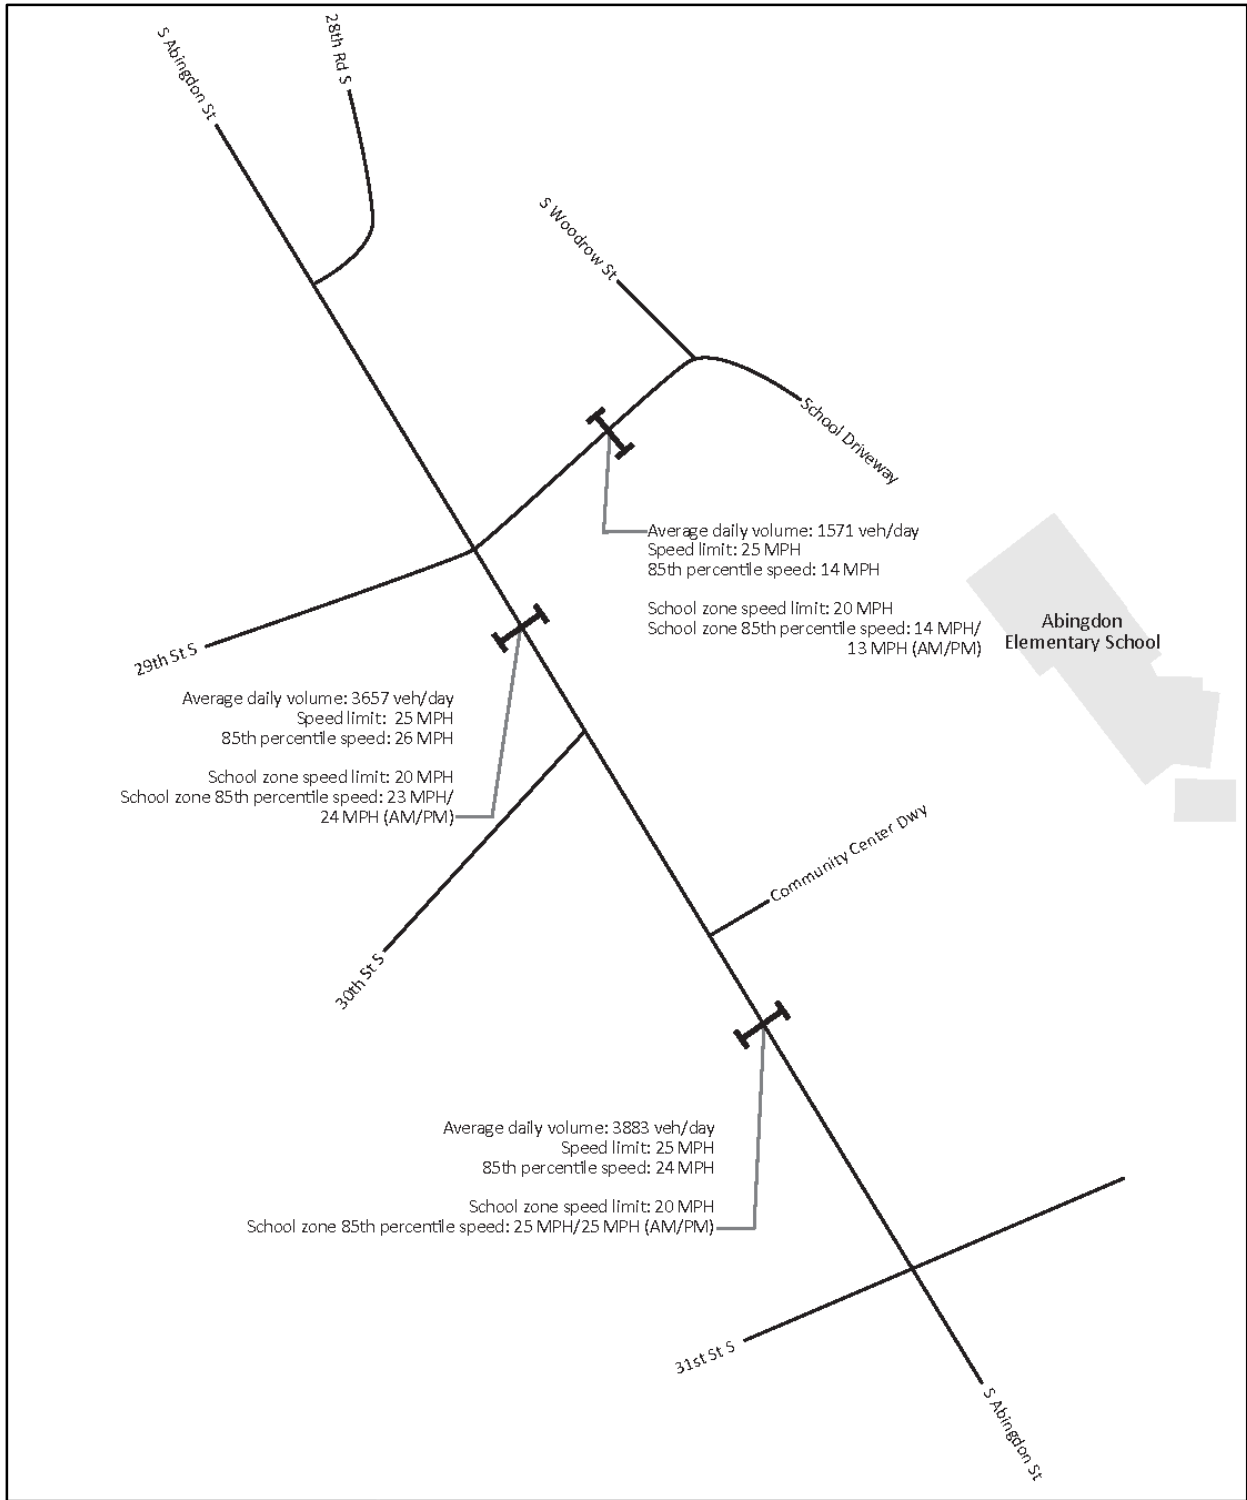 28th Rd S
S Abingdon St
S Woodrow St
School Driveway
Average daily volume: 1571 veh/day
Speed limit: 25 MPH
85th percentile speed: 14 MPH
School zone speed limit: 20 MPH
School zone 85th percentile speed: 14 MPH/
13 MPH (AM/PM)
Abingdon
Elementary School
29th St S
Average daily volume: 3657 veh/day
Speed limit: 25 MPH
85th percentile speed: 26 MPH
School zone speed limit: 20 MPH
School zone 85th percentile speed: 23 MPH/
24 MPH (AM/PM)
Community Center Dwy
30th St S
Average daily volume: 3883 veh/day
Speed limit: 25 MPH
85th percentile speed: 24 MPH
School zone speed limit: 20 MPH
School zone 85th percentile speed: 25 MPH/25 MPH (AM/PM)
31st St S
S Abingdon St